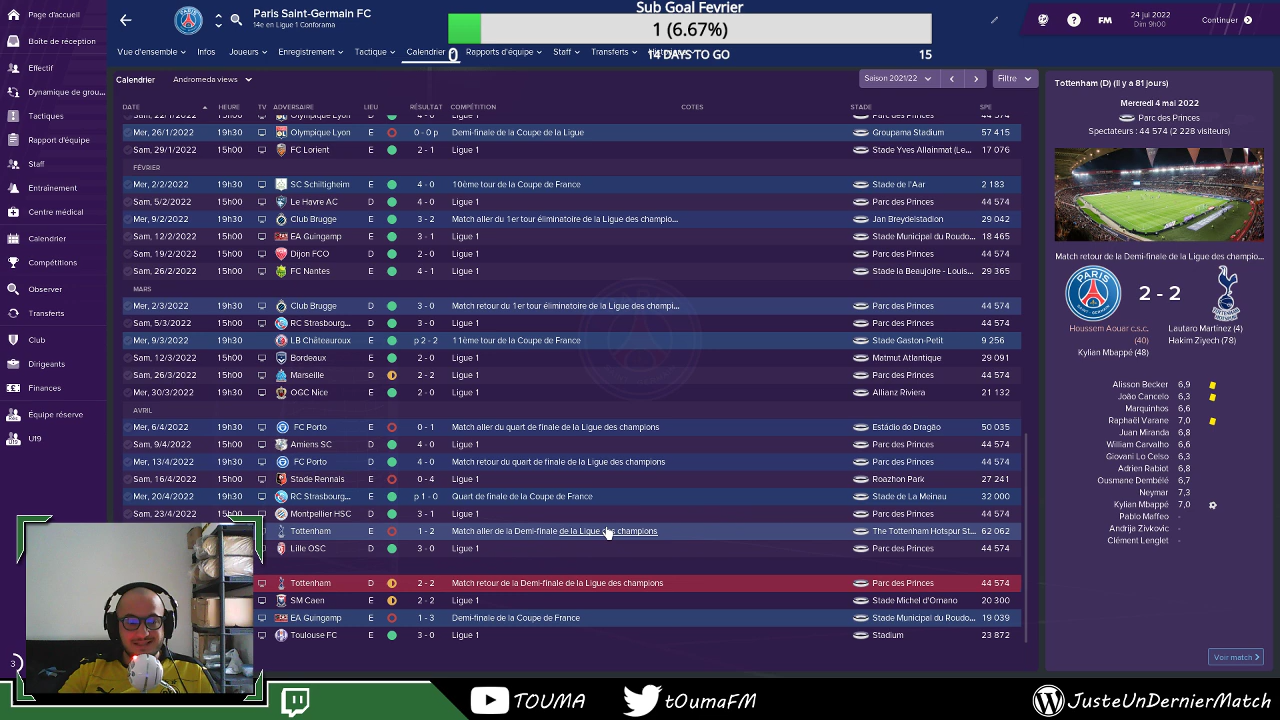 Page d'accueil
Boîte de réception
Effectif
Dynamique de grou...
Tactiques
Rapport d'équipe
Staff
Entraînement
Centre médical
Calendrier
Compétitions
Observer
Transferts
Club
Dirigeants
Finances
Équipe réserve
U19
Paris Saint-Germain FC
14e en Ligue 1 Conforama
Sub Goal Fevrier
1 (6.67%)
0 14 DAYS TO GO 15
FM 24 jul 2022
Dim 9h00
Continuer
Vue d'ensemble Infos Joueurs Enregistrement Tactique Calendrier Rapports d'équipe Staff Transferts
Calendrier Andromeda views Saison 2021/22 Filtre
DATE HEURE TV ADVERSAIRE LIEU RÉSULTAT COMPÉTITION COTES STADE SPE
Sam, 22/1/2022 15h00 Olympique Lyon D 4 - 0 Ligue 1 Parc des Princes 44 574
Mer, 26/1/2022 19h30 Olympique Lyon E 0 - 0 p Demi-finale de la Coupe de la Ligue Groupama Stadium 57 415
Sam, 29/1/2022 15h00 FC Lorient E 2 - 1 Ligue 1 Stade Yves Allainmat (Le... 17 076
FÉVRIER
Mer, 2/2/2022 19h30 SC Schiltigheim E 4 - 0 10ème tour de la Coupe de France Stade de l'Aar 2 183
Sam, 5/2/2022 15h00 Le Havre AC D 4 - 0 Ligue 1 Parc des Princes 44 574
Mer, 9/2/2022 19h30 Club Brugge E 3 - 2 Match aller du 1er tour éliminatoire de la Ligue des champio... Jan Breydelstadion 29 042
Sam, 12/2/2022 15h00 EA Guingamp E 3 - 1 Ligue 1 Stade Municipal du Roudo... 18 465
Sam, 19/2/2022 15h00 Dijon FCO D 2 - 0 Ligue 1 Parc des Princes 44 574
Sam, 26/2/2022 15h00 FC Nantes E 4 - 1 Ligue 1 Stade la Beaujoire - Louis... 29 365
MARS
Mer, 2/3/2022 19h30 Club Brugge D 3 - 0 Match retour du 1er tour éliminatoire de la Ligue des champi... Parc des Princes 44 574
Sam, 5/3/2022 15h00 RC Strasbourg... D 3 - 0 Ligue 1 Parc des Princes 44 574
Mer, 9/3/2022 19h30 LB Châteauroux E p 2 - 2 11ème tour de la Coupe de France Stade Gaston-Petit 9 256
Sam, 12/3/2022 15h00 Bordeaux E 2 - 0 Ligue 1 Matmut Atlantique 29 091
Sam, 26/3/2022 15h00 Marseille D 2 - 2 Ligue 1 Parc des Princes 44 574
Mer, 30/3/2022 19h30 OGC Nice E 2 - 0 Ligue 1 Allianz Riviera 21 132
AVRIL
Mer, 6/4/2022 19h30 FC Porto E 0 - 1 Match aller du quart de finale de la Ligue des champions Estádio do Dragão 50 035
Sam, 9/4/2022 15h00 Amiens SC D 4 - 0 Ligue 1 Parc des Princes 44 574
Mer, 13/4/2022 19h30 FC Porto D 4 - 0 Match retour du quart de finale de la Ligue des champions Parc des Princes 44 574
Sam, 16/4/2022 15h00 Stade Rennais E 0 - 4 Ligue 1 Roazhon Park 27 241
Mer, 20/4/2022 19h30 RC Strasbourg... E p 1 - 0 Quart de finale de la Coupe de France Stade de La Meinau 32 000
Sam, 23/4/2022 15h00 Montpellier HSC D 3 - 1 Ligue 1 Parc des Princes 44 574
Tottenham E 1 - 2 Match aller de la Demi-finale de la Ligue des champions The Tottenham Hotspur St... 62 062
Lille OSC D 3 - 0 Ligue 1 Parc des Princes 44 574
Tottenham D 2 - 2 Match retour de la Demi-finale de la Ligue des champions Parc des Princes 44 574
SM Caen E 2 - 2 Ligue 1 Stade Michel d'Ornano 20 300
EA Guingamp E 1 - 3 Demi-finale de la Coupe de France Stade Municipal du Roudo... 19 039
Toulouse FC E 3 - 0 Ligue 1 Stadium 23 872
Tottenham (D) (Il y a 81 jours)
Mercredi 4 mai 2022
Parc des Princes
Spectateurs : 44 574 (2 228 visiteurs)
Match retour de la Demi-finale de la Ligue des champio...
PARIS 2 - 2
Houssem Aouar c.s.c. (40)
Kylian Mbappé (48)
Lautaro Martínez (4)
Hakim Ziyech (78)
Alisson Becker 6,9
João Cancelo 6,3
Marquinhos 6,6
Raphaël Varane 7,0
Juan Miranda 6,8
William Carvalho 6,6
Giovani Lo Celso 6,3
Adrien Rabiot 6,8
Ousmane Dembélé 6,7
Neymar 7,3
Kylian Mbappé 7,0
Pablo Maffeo -
Andrija Zivkovic -
Clément Lenglet -
Voir match
3
TOUMA
tOumaFM
JusteUnDernierMatch